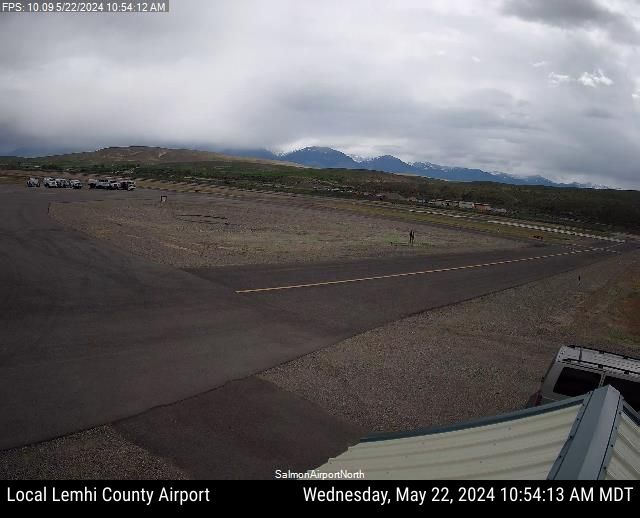 FPS: 10.09 5/22/2024 10:54:12 AM
SalmonAirportNorth
Local Lemhi County Airport Wednesday, May 22, 2024 10:54:13 AM MDT